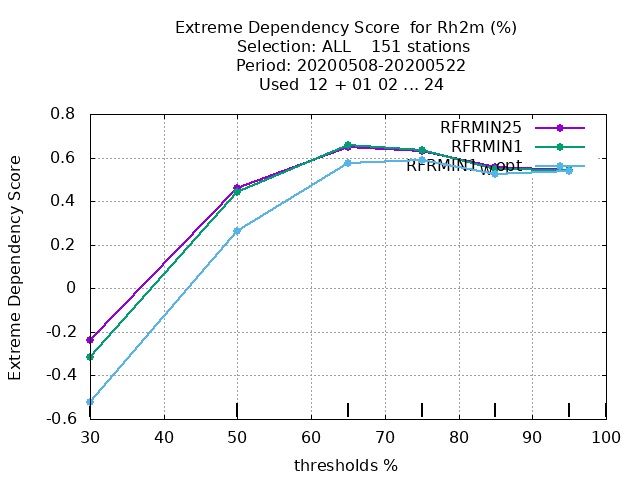 Extreme Dependency Score  for Rh2m (%)
Selection: ALL    151 stations
Period: 20200508-20200522
Used  12 + 01 02 ... 24
RFRMIN25
RFRMIN1
RFRMIN1w_opt
Extreme Dependency Score
0.8
0.6
0.4
0.2
0
-0.2
-0.4
-0.6
30 40 50 60 70 80 90 100
thresholds %